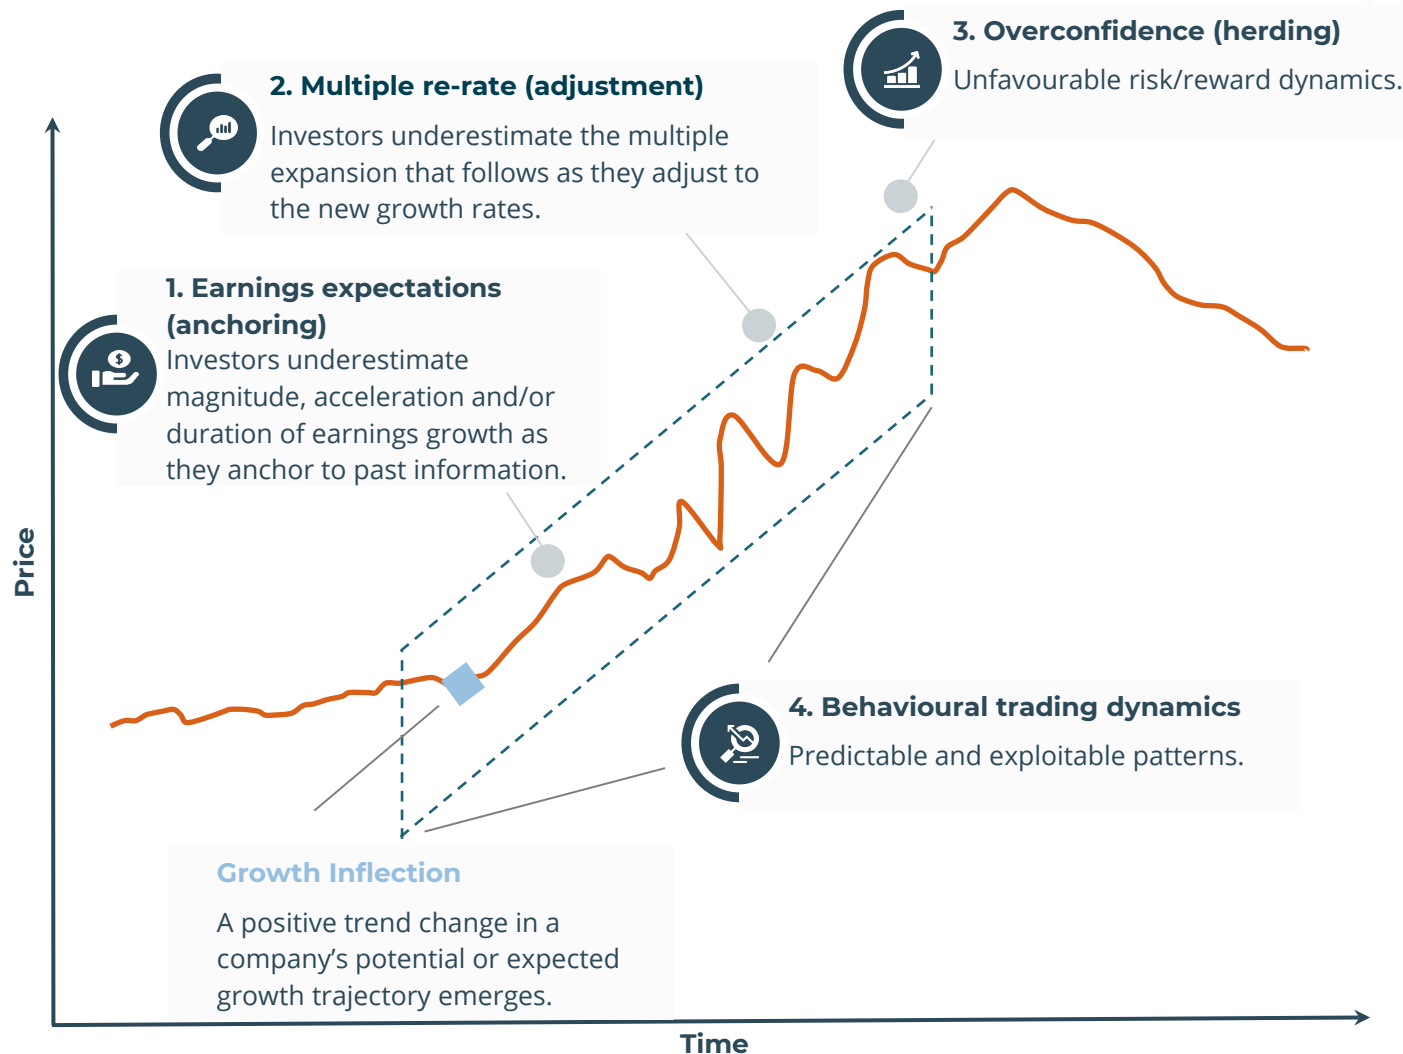 3. Overconfidence (herding)
Unfavourable risk/reward dynamics.
2. Multiple re-rate (adjustment)
Investors underestimate the multiple
expansion that follows as they adjust to
the new growth rates.
1. Earnings expectations
(anchoring)
$
Investors underestimate
magnitude, acceleration and/or
duration of earnings growth as
they anchor to past information.
Price
4. Behavioural trading dynamics
Predictable and exploitable patterns.
Growth Inflection
A positive trend change in a
company’s potential or expected
growth trajectory emerges.
Time